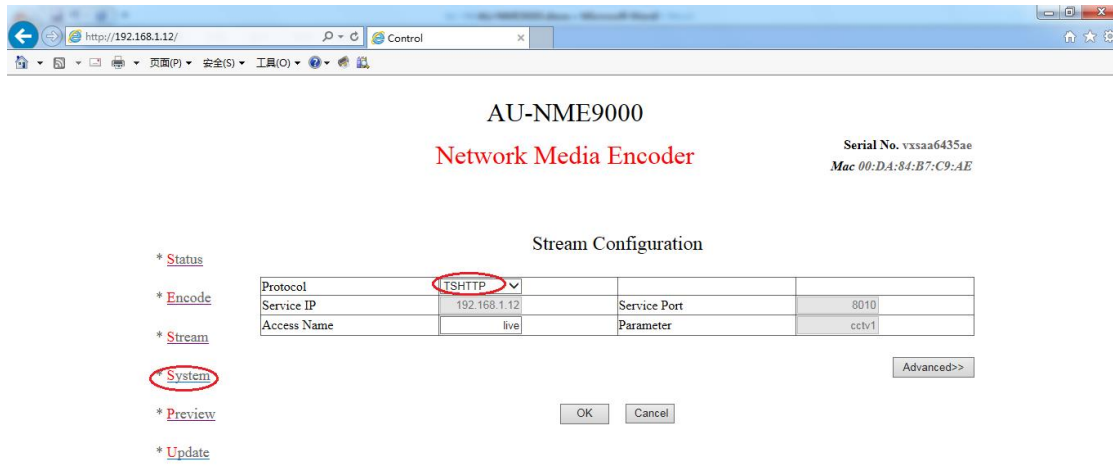 http://192.168.1.12/
Control
页面(P) 安全(S) 工具(O)
AU-NME9000
Network Media Encoder
Serial No. vxsaa6435ae
Mac 00:DA:84:B7:C9:AE
Stream Configuration
* Status
* Encode
* Stream
* System
* Preview
* Update
Protocol TSHTTP
Service IP 192.168.1.12 Service Port 8010
Access Name live Parameter cctv1
Advanced>>
OK Cancel